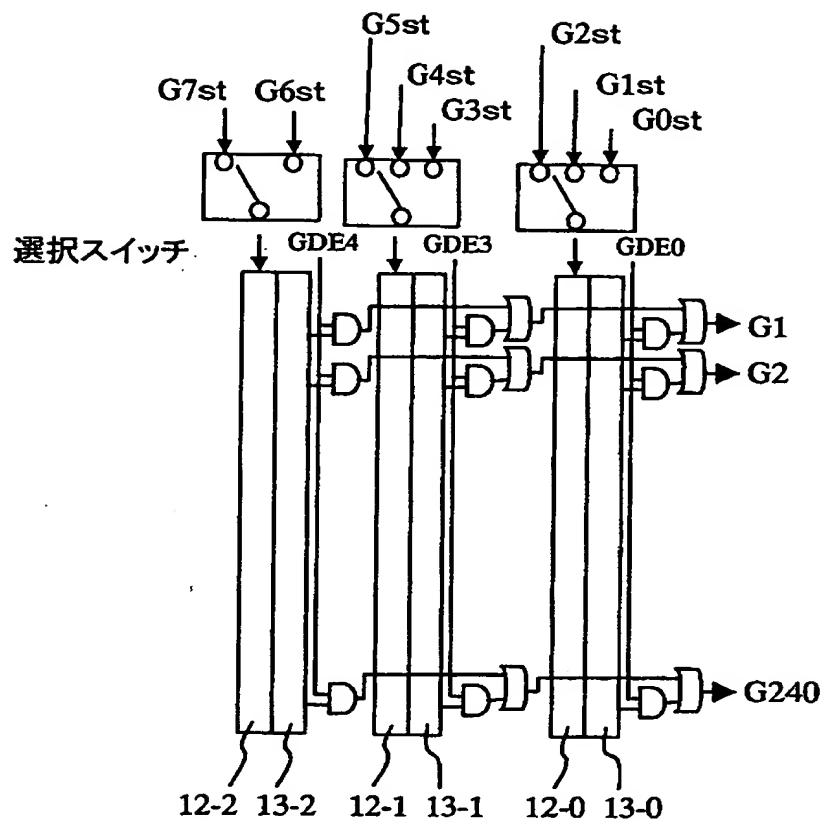 G5st
G2st
G4st
G1st
G7st
G6st
G3st
G0st
選択スイッチ
GDE4
GDE3
GDE0
G1
G2
G240
12-2
13-2
12-1
13-1
12-0
13-0